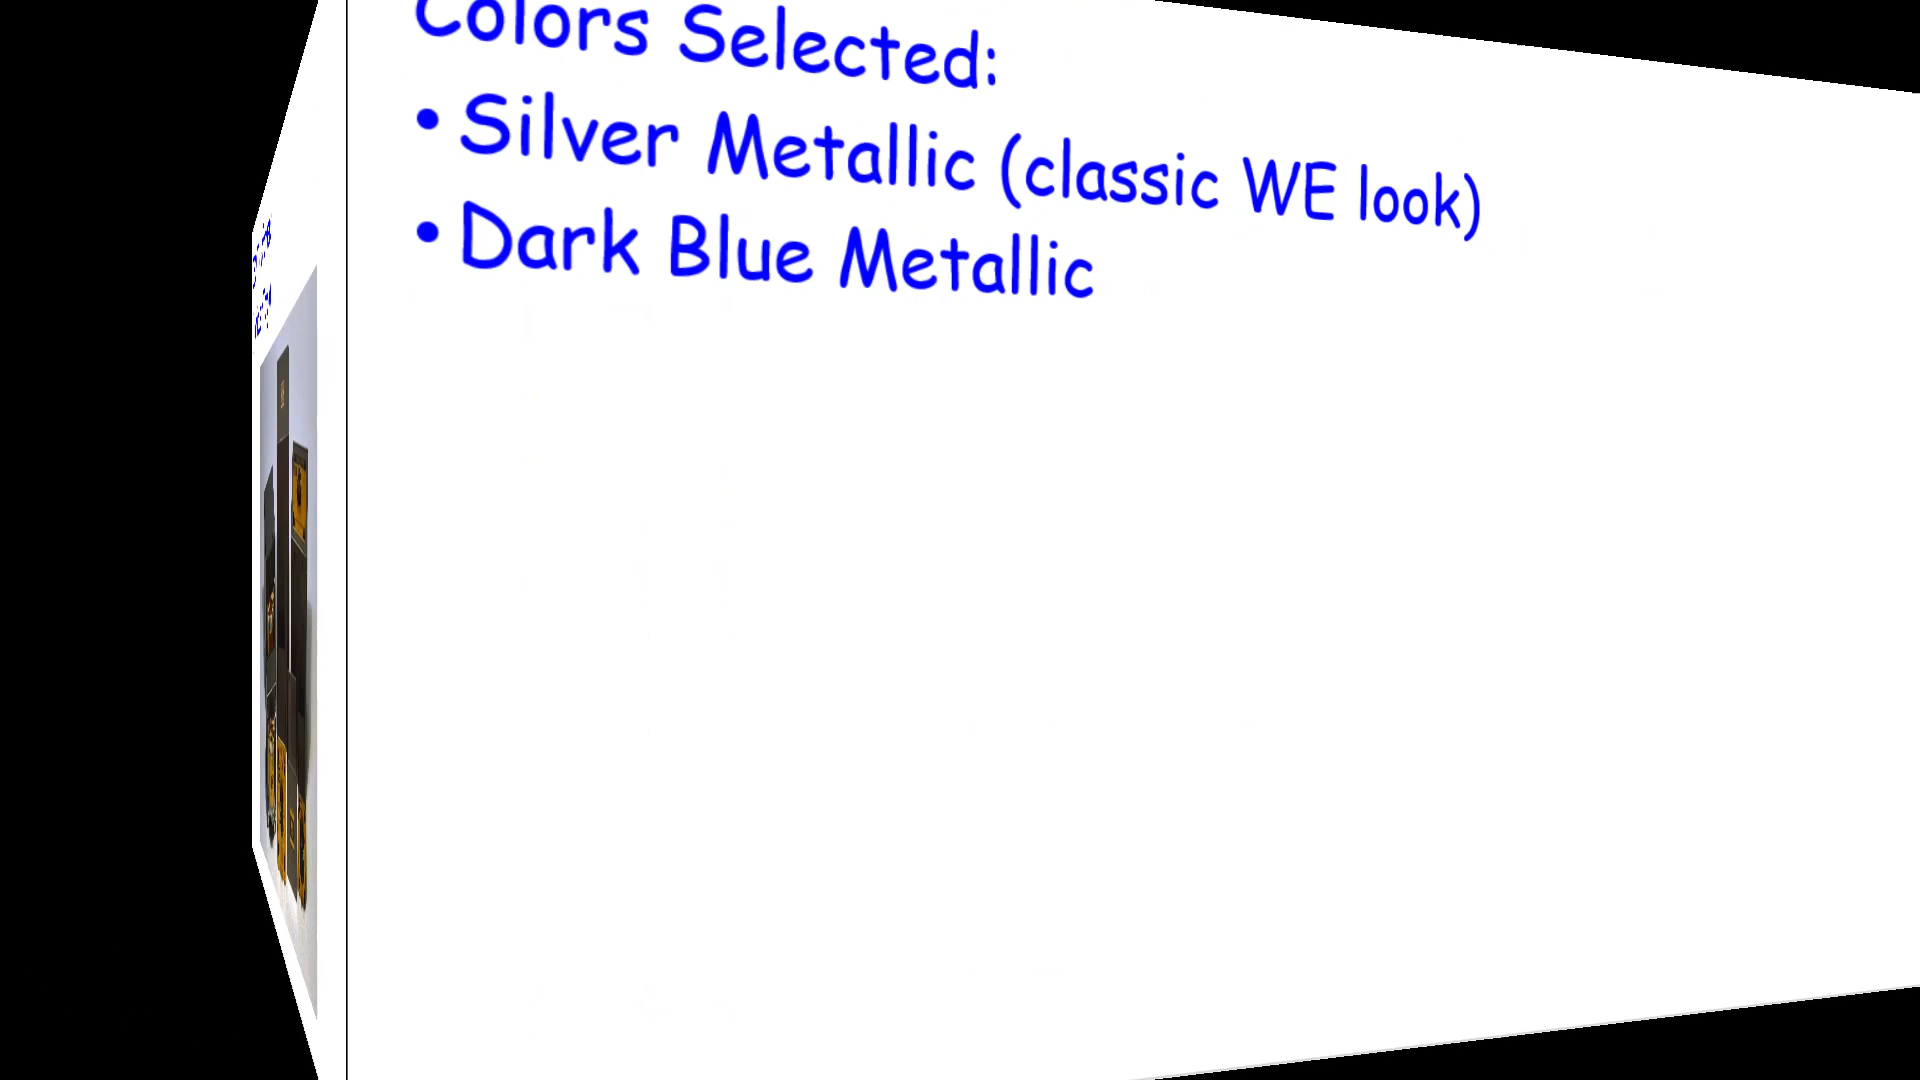 Colors Selected:
• Silver Metallic (classic WE look)
• Dark Blue Metallic